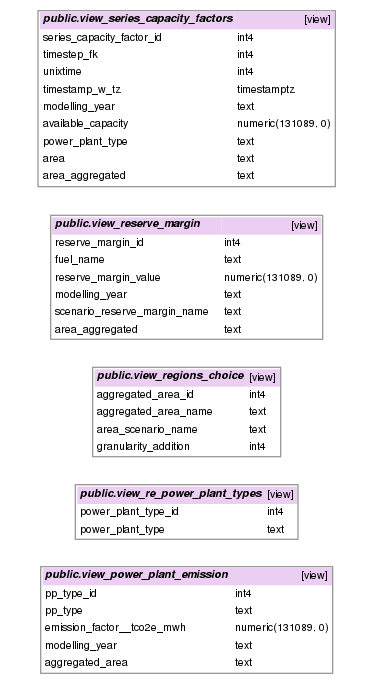 public.view_series_capacity_factors [view]
series_capacity_factor_id int4
timestep_fk int4
unixtime int4
timestamp_w_tz timestamptz
modelling_year text
available_capacity numeric(131089, 0)
power_plant_type text
area text
area_aggregated text
public.view_reserve_margin [view]
reserve_margin_id int4
fuel_name text
reserve_margin_value numeric(131089, 0)
modelling_year text
scenario_reserve_margin_name text
area_aggregated text
public.view_regions_choice [view]
aggregated_area_id int4
aggregated_area_name text
area_scenario_name text
granularity_addition int4
public.view_re_power_plant_types [view]
power_plant_type_id int4
power_plant_type text
public.view_power_plant_emission [view]
pp_type_id int4
pp_type text
emission_factor__tco2e_mwh numeric(131089, 0)
modelling_year text
aggregated_area text